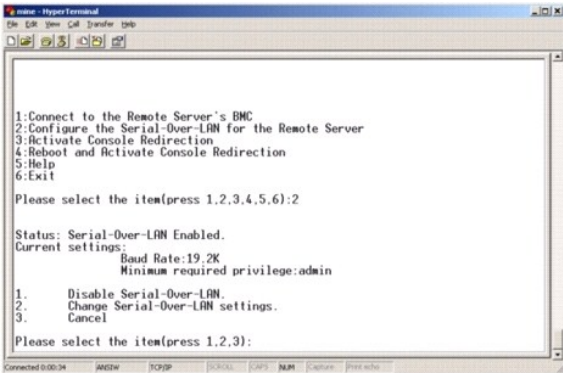 mine - HyperTerminal
File Edit View Call Transfer Help
1:Connect to the Remote Server's BMC
2:Configure the Serial-Over-LAN for the Remote Server
3:Activate Console Redirection
4:Reboot and Activate Console Redirection
5:Help
6:Exit
Please select the item(press 1,2,3,4,5,6):2
Status: Serial-Over-LAN Enabled.
Current settings:
Baud Rate:19.2K
Minimum required privilege:admin
1. Disable Serial-Over-LAN.
2. Change Serial-Over-LAN settings.
3. Cancel
Please select the item(press 1,2,3):
Connected 0:00:34 ANSIW TCP/IP SCROLL CAPS NUM Capture Print echo